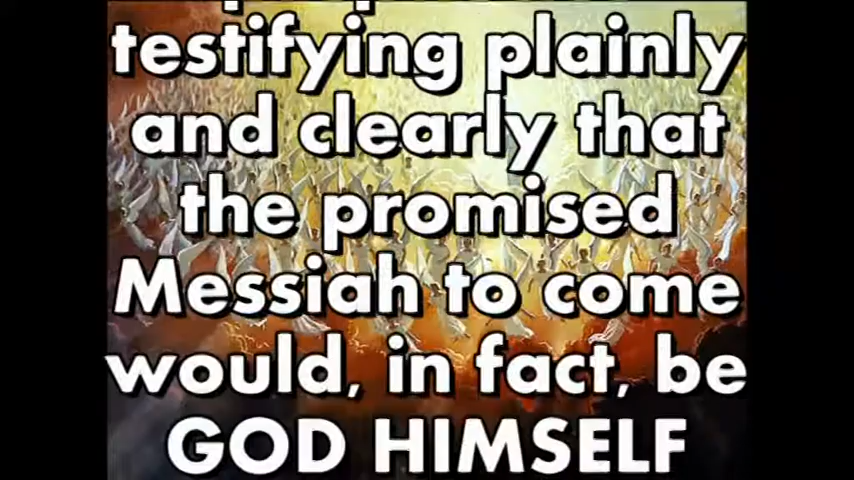 testifying plainly
and clearly that
the promised
Messiah to come
would, in fact, be
GOD HIMSELF